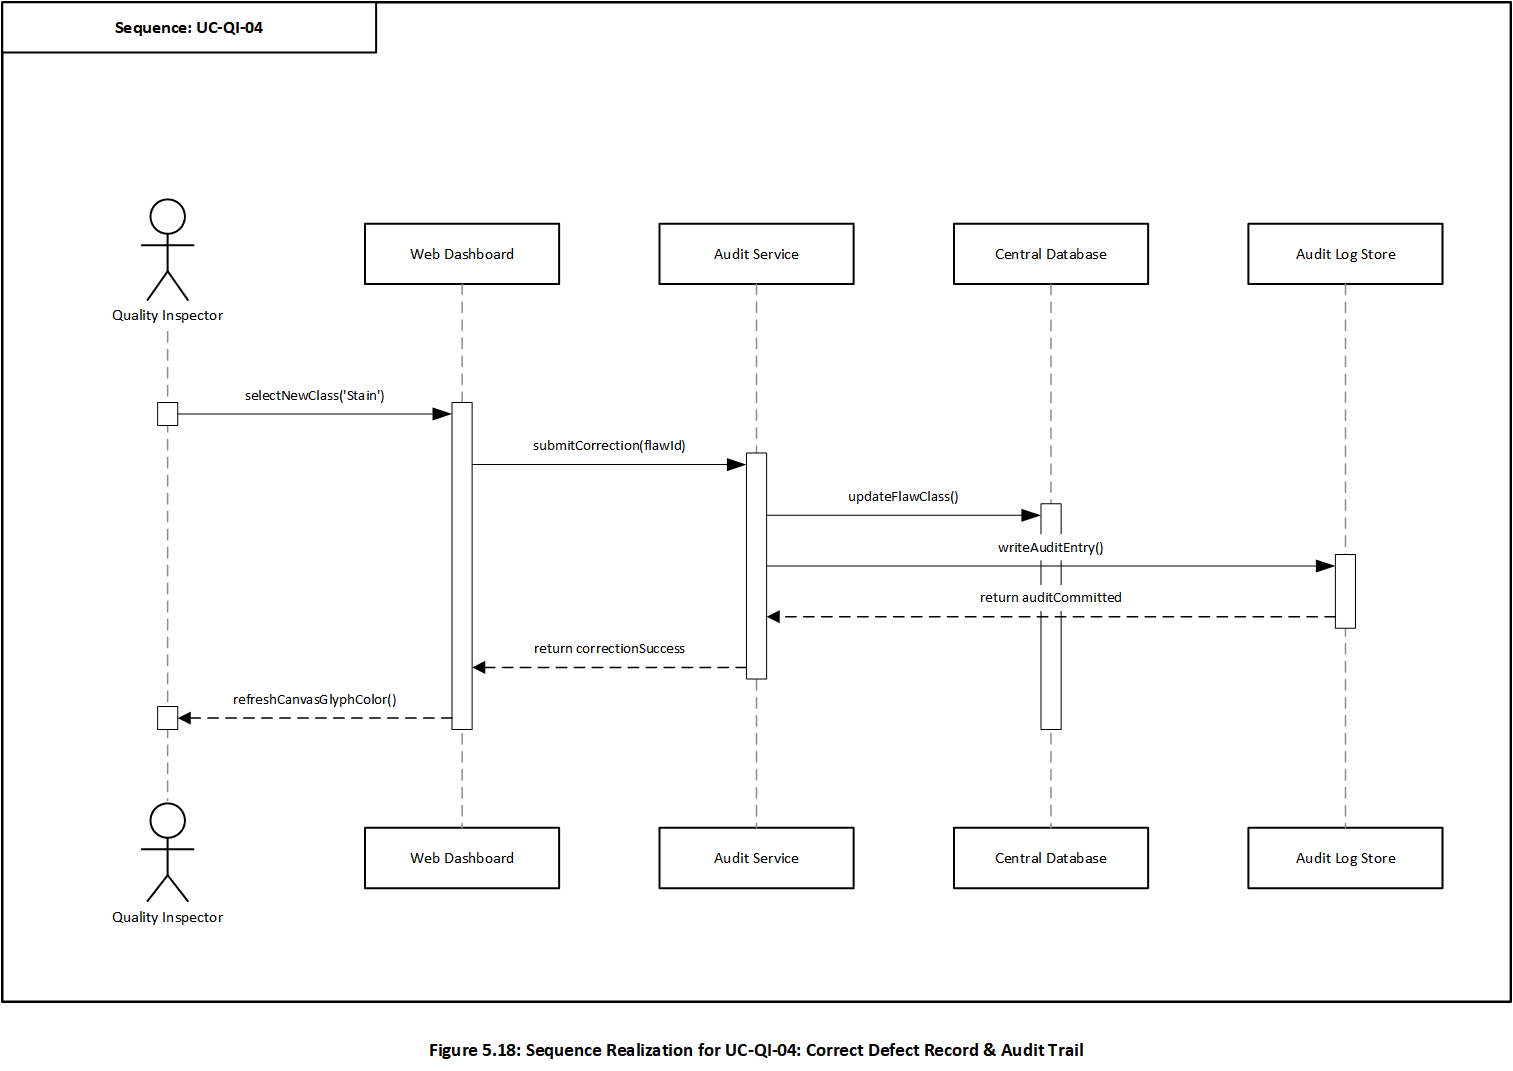 Sequence: UC-QI-04
Quality Inspector
Web Dashboard
Audit Service
Central Database
Audit Log Store
selectNewClass('Stain')
submitCorrection(flawId)
updateFlawClass()
writeAuditEntry()
return auditCommitted
return correctionSuccess
refreshCanvasGlyphColor()
Quality Inspector
Web Dashboard
Audit Service
Central Database
Audit Log Store
Figure 5.18: Sequence Realization for UC-QI-04: Correct Defect Record & Audit Trail